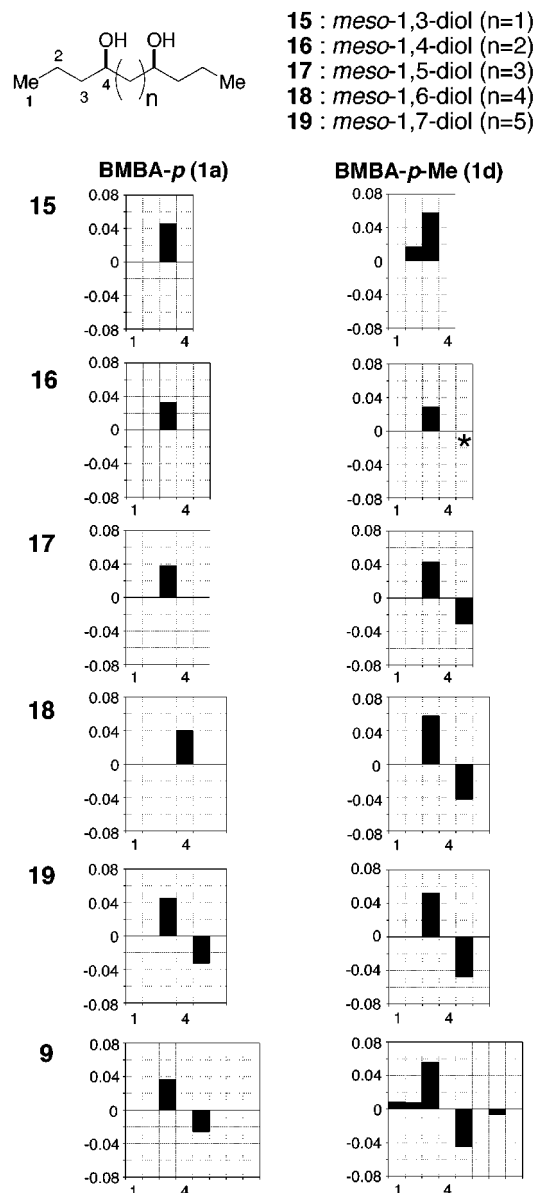 OH OH
2
Me 1 3 4 n Me
15 : meso-1,3-diol (n=1)
16 : meso-1,4-diol (n=2)
17 : meso-1,5-diol (n=3)
18 : meso-1,6-diol (n=4)
19 : meso-1,7-diol (n=5)
BMBA-p (1a) BMBA-p-Me (1d)
15
0.08 0.08
0.04 0.04
0 0
-0.04 -0.04
-0.08 -0.08
1 4 1 4
16
0.08 0.08
0.04 0.04
0 0
*
-0.04 -0.04
-0.08 -0.08
1 4 1 4
17
0.08 0.08
0.04 0.04
0 0
-0.04 -0.04
-0.08 -0.08
1 4 1 4
18
0.08 0.08
0.04 0.04
0 0
-0.04 -0.04
-0.08 -0.08
1 4 1 4
19
0.08 0.08
0.04 0.04
0 0
-0.04 -0.04
-0.08 -0.08
1 4 1 4
9
0.08 0.08
0.04 0.04
0 0
-0.04 -0.04
-0.08 -0.08
1 4 1 4